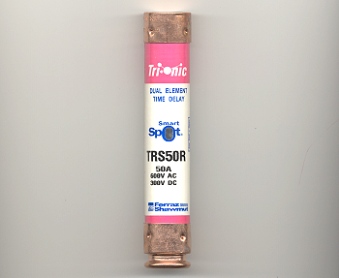 Tri-onic
DUAL ELEMENT
TIME DELAY
Smart
Spot.
TRS50R
50A
600V AC
300V DC
Ferraz
Shawmut